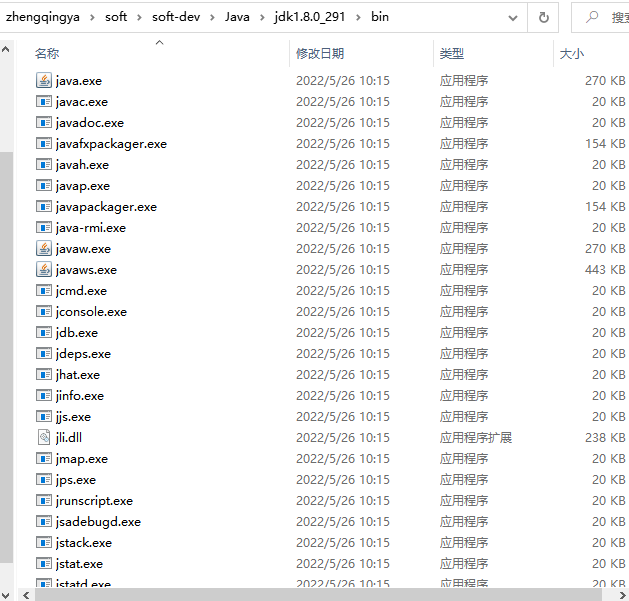 zhengqingya > soft > soft-dev > Java > jdk1.8.0_291 > bin 搜索
名称 修改日期 类型 大小
java.exe 2022/5/26 10:15 应用程序 270 KB
javac.exe 2022/5/26 10:15 应用程序 20 KB
javadoc.exe 2022/5/26 10:15 应用程序 20 KB
javafxpackager.exe 2022/5/26 10:15 应用程序 154 KB
javah.exe 2022/5/26 10:15 应用程序 20 KB
javap.exe 2022/5/26 10:15 应用程序 20 KB
javapackager.exe 2022/5/26 10:15 应用程序 154 KB
java-rmi.exe 2022/5/26 10:15 应用程序 20 KB
javaw.exe 2022/5/26 10:15 应用程序 270 KB
javaws.exe 2022/5/26 10:15 应用程序 443 KB
jcmd.exe 2022/5/26 10:15 应用程序 20 KB
jconsole.exe 2022/5/26 10:15 应用程序 20 KB
jdb.exe 2022/5/26 10:15 应用程序 20 KB
jdeps.exe 2022/5/26 10:15 应用程序 20 KB
jhat.exe 2022/5/26 10:15 应用程序 20 KB
jinfo.exe 2022/5/26 10:15 应用程序 20 KB
jjs.exe 2022/5/26 10:15 应用程序 20 KB
jli.dll 2022/5/26 10:15 应用程序扩展 238 KB
jmap.exe 2022/5/26 10:15 应用程序 20 KB
jps.exe 2022/5/26 10:15 应用程序 20 KB
jrunscript.exe 2022/5/26 10:15 应用程序 20 KB
jsadebugd.exe 2022/5/26 10:15 应用程序 20 KB
jstack.exe 2022/5/26 10:15 应用程序 20 KB
jstat.exe 2022/5/26 10:15 应用程序 20 KB
jstatd.exe 2022/5/26 10:15 应用程序 20 KB